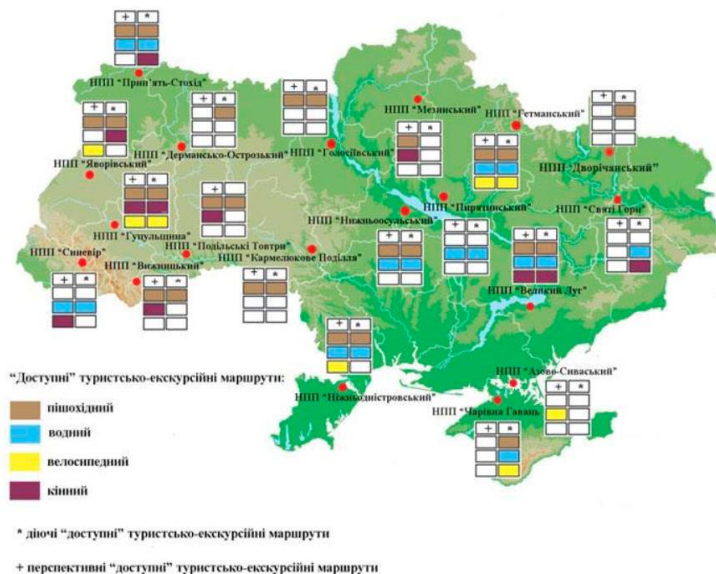 + *
НПП "Прип'ять-Стохід"
+ *
+ *
НПП "Мезинський"
НПП "Гетманський"
+ *
+ *
НПП "Яворівський"
НПП "Дермансько-Острозький"
НПП "Голосіївський"
+ *
+ *
НПП "Дворічанський"
+ *
+
НПП "Пирятинський"
НПП "Святі Гори"
НПП "Гуцульщина"
НПП "Нижньосульський"
НПП "Синевир"
НПП "Подільські Товтри"
НПП "Кармелюкове Поділля"
+ *
+ *
+ *
+ *
НПП "Вижницький"
+ *
+ *
+ *
НПП "Великий Луг"
+ *
"Доступні" туристсько-екскурсійні маршрути:
пішохідний
водний
велосипедний
кінний
НПП "Ніжньодністровський"
НПП "Азово-Сиваський"
НПП "Чарівна Гавань
+ *
+ *
* діючі "доступні" туристсько-екскурсійні маршрути
+ перспективні "доступні" туристсько-екскурсійні маршрути